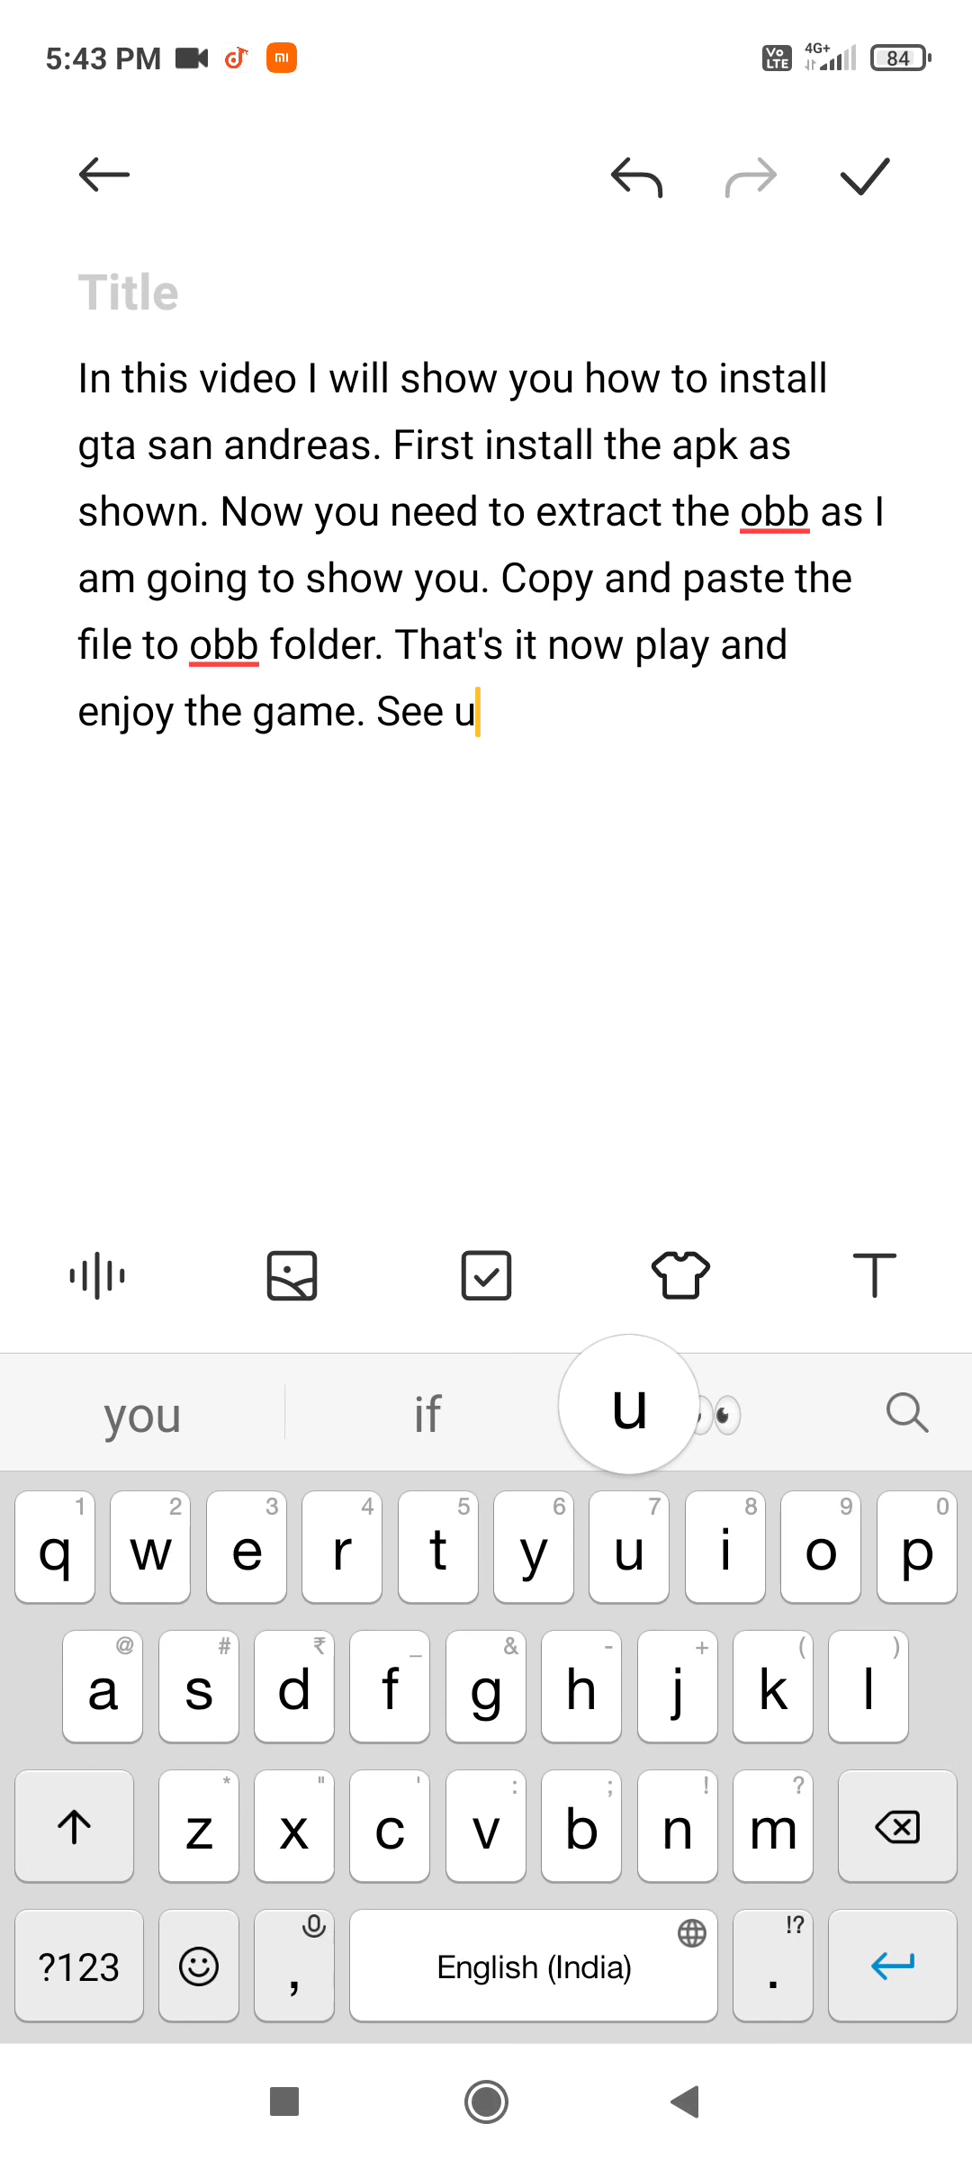 5:43 PM
Vo LTE 4G+ 84
Title
In this video I will show you how to install
gta san andreas. First install the apk as
shown. Now you need to extract the obb as I
am going to show you. Copy and paste the
file to obb folder. That's it now play and
enjoy the game. See u
you if u
1 2 3 4 5 6 7 8 9 0
q w e r t y u i o p
@ # ₹ _ & - + ( )
a s d f g h j k l
* " ' : ; ! ?
z x c v b n m
?123 , English (India) . !?